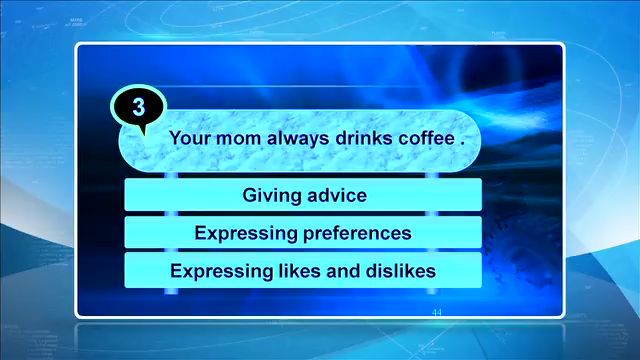 3
Your mom always drinks coffee .
Giving advice
Expressing preferences
Expressing likes and dislikes
44